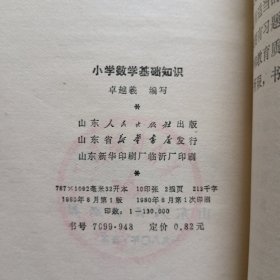 小学数学基础知识
卓越义 编写
山东人民出版社出版
山东省新华书店发行
山东新华印刷厂临沂厂印刷
787×1092毫米32开本 10印张 2插页 212千字
1980年6月第1版 1980年6月第1次印刷
印数：1—130,000
书号 7099·948 定价 0.82元